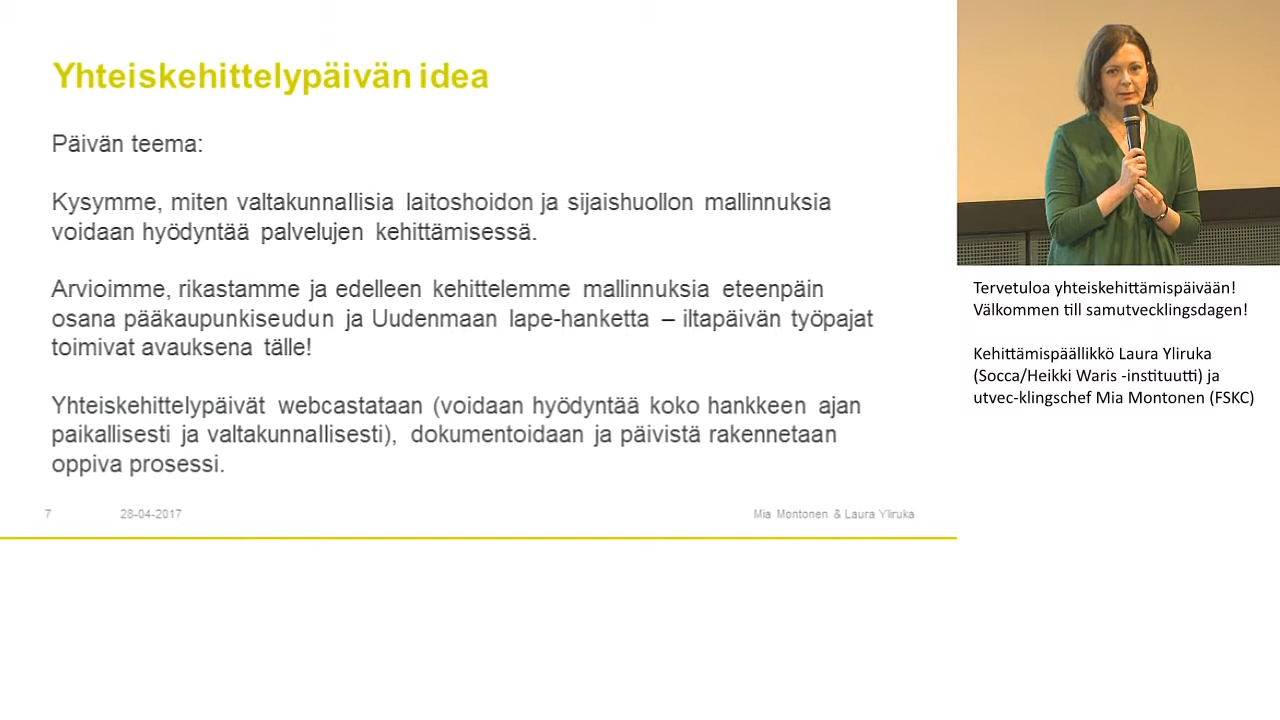 Yhteiskehittelypäivän idea
Päivän teema:
Kysymme, miten valtakunnallisia laitoshoidon ja sijaishuollon mallinnuksia
voidaan hyödyntää palvelujen kehittämisessä.
Arvioimme, rikastamme ja edelleen kehittelemme mallinnuksia eteenpäin
osana pääkaupunkiseudun ja Uudenmaan lape-hanketta – iltapäivän työpajat
toimivat avauksena tälle!
Yhteiskehittelypäivät webcastataan (voidaan hyödyntää koko hankkeen ajan
paikallisesti ja valtakunnallisesti), dokumentoidaan ja päivistä rakennetaan
oppiva prosessi.
7 28-04-2017 Mia Montonen & Laura Yliruka
Tervetuloa yhteiskehittämispäivään!
Välkommen till samutvecklingsdagen!
Kehittämispäällikkö Laura Yliruka
(Socca/Heikki Waris -instituutti) ja
utvec-klingschef Mia Montonen (FSKC)